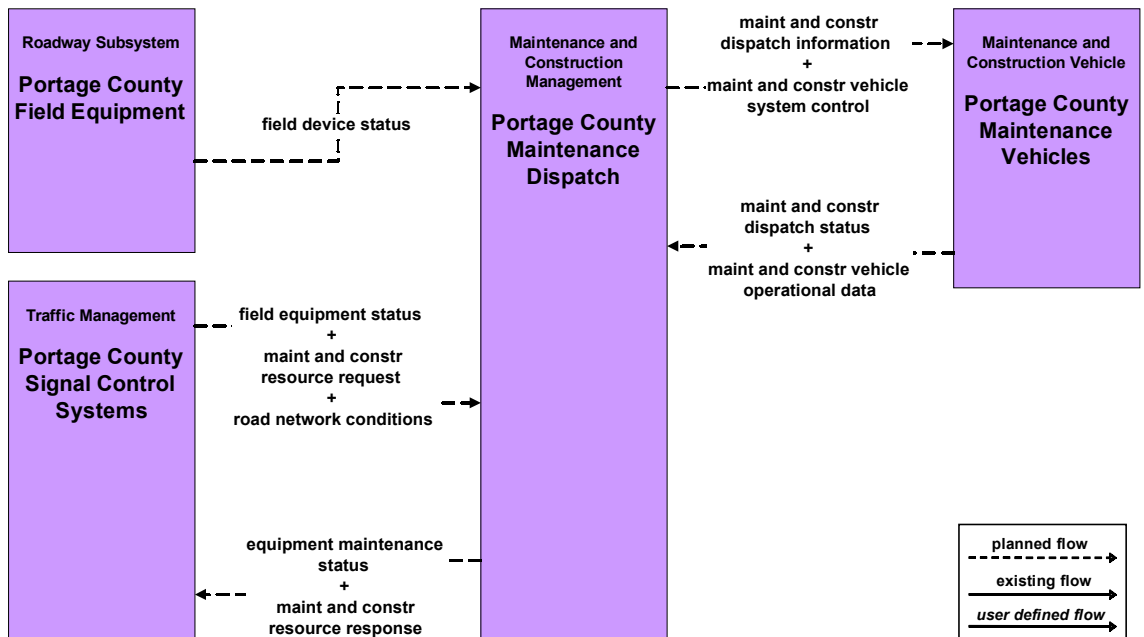 Roadway Subsystem
Portage County
Field Equipment
field device status
Maintenance and
Construction
Management
Portage County
Maintenance
Dispatch
maint and constr
dispatch information
+
maint and constr vehicle
system control
Maintenance and
Construction Vehicle
Portage County
Maintenance
Vehicles
maint and constr
dispatch status
+
maint and constr vehicle
operational data
Traffic Management
Portage County
Signal Control
Systems
field equipment status
+
maint and constr
resource request
+
road network conditions
equipment maintenance
status
+
maint and constr
resource response
planned flow
existing flow
user defined flow